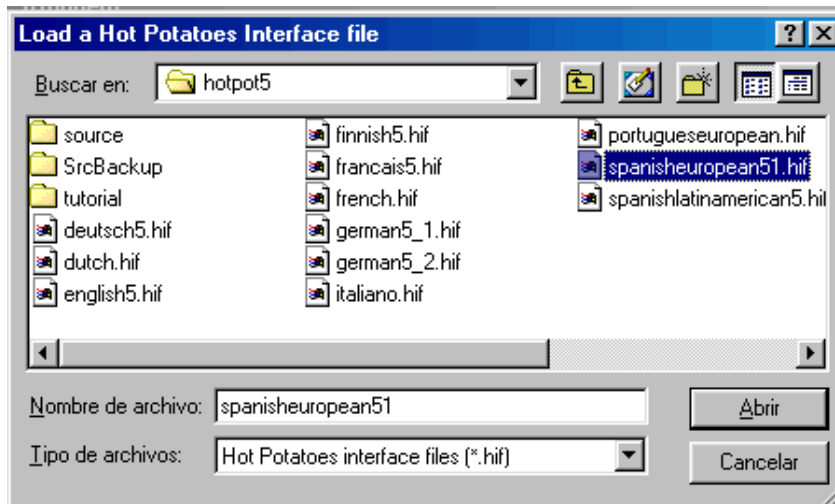 Load a Hot Potatoes Interface file
Buscar en: hotpot5
source
SrcBackup
tutorial
deutsch5.hif
dutch.hif
english5.hif
finnish5.hif
francais5.hif
french.hif
german5_1.hif
german5_2.hif
italiano.hif
portugueseeuropean.hif
spanisheuropean51.hif
spanishlatinamerican5.hif
Nombre de archivo: spanisheuropean51
Abrir
Tipo de archivos: Hot Potatoes interface files (*.hif)
Cancelar